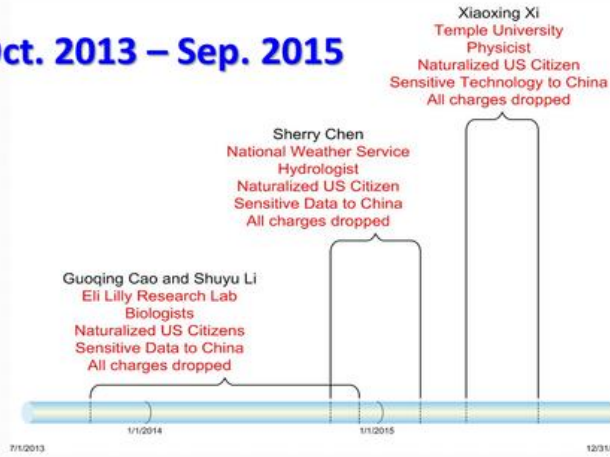 ct. 2013 – Sep. 2015
Xiaoxing Xi
Temple University
Physicist
Naturalized US Citizen
Sensitive Technology to China
All charges dropped
Sherry Chen
National Weather Service
Hydrologist
Naturalized US Citizen
Sensitive Data to China
All charges dropped
Guoqing Cao and Shuyu Li
Eli Lilly Research Lab
Biologists
Naturalized US Citizens
Sensitive Data to China
All charges dropped
1/1/2014
1/1/2015
7/1/2013
12/31/